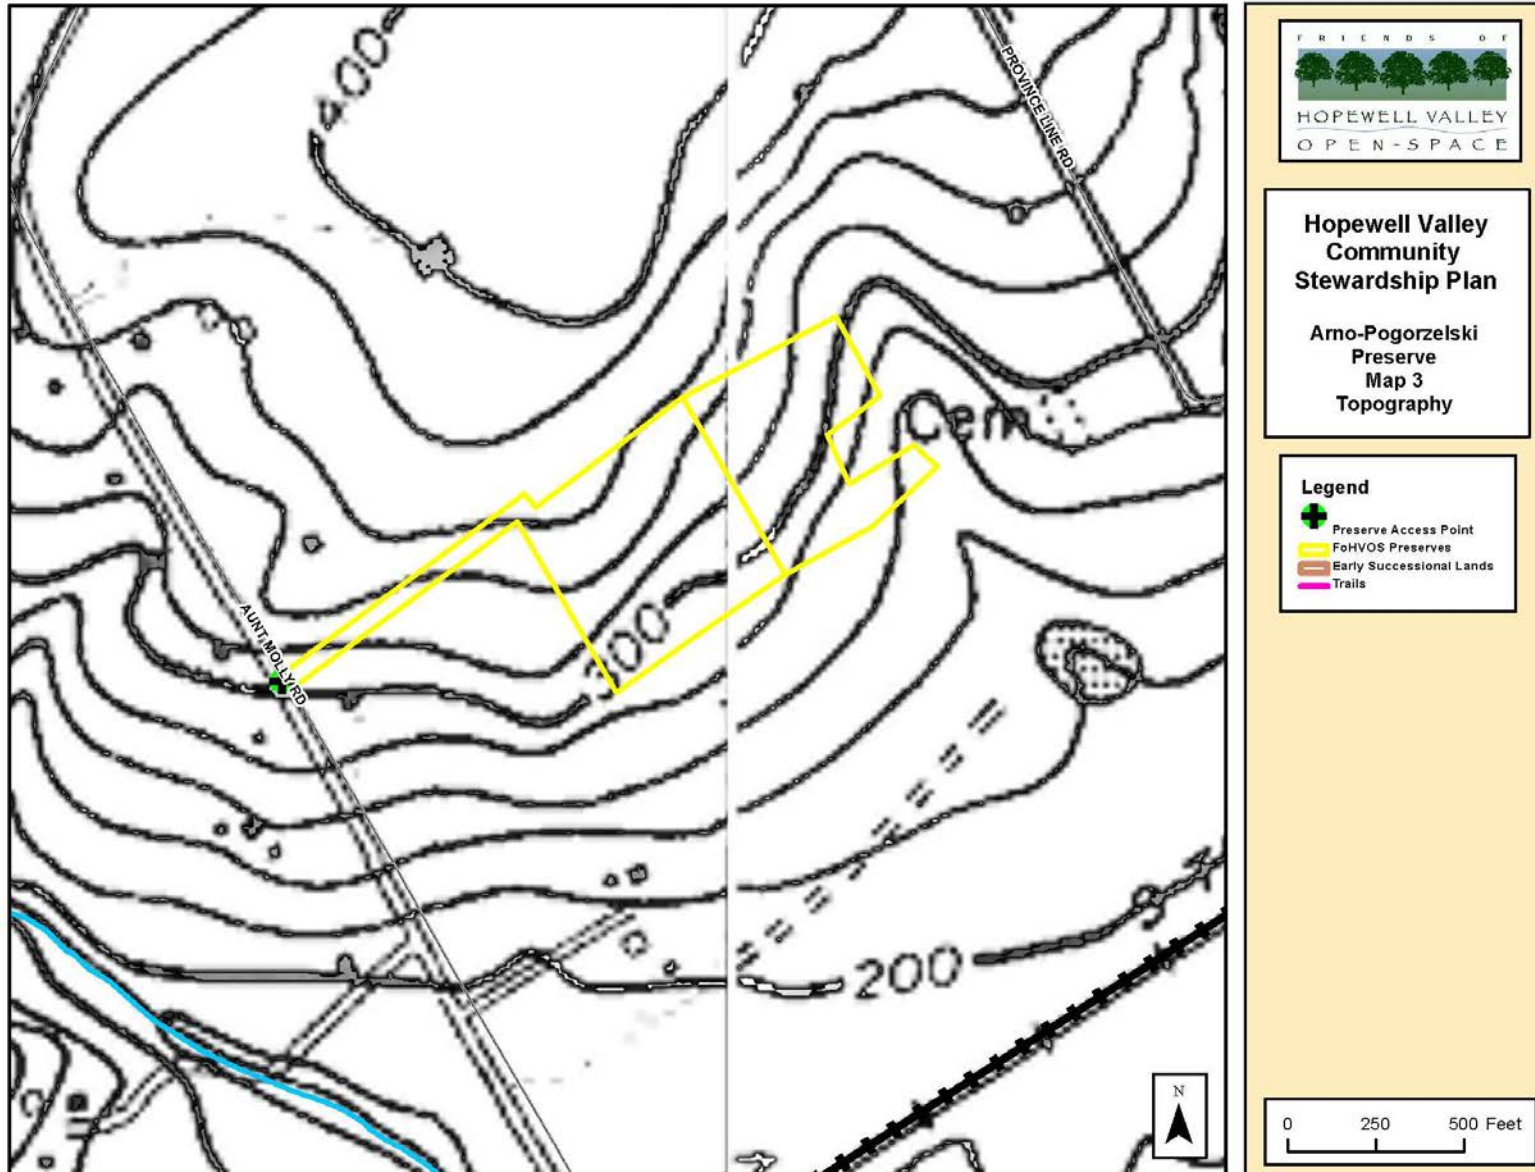 400
PROVINCE LINE RD
Cem
AUNT MOLLY RD
300
200
N
FRIENDS OF
HOPEWELL VALLEY
OPEN-SPACE
Hopewell Valley
Community
Stewardship Plan
Arno-Pogorzelski
Preserve
Map 3
Topography
Legend
Preserve Access Point
FoHVOS Preserves
Early Successional Lands
Trails
0 250 500 Feet